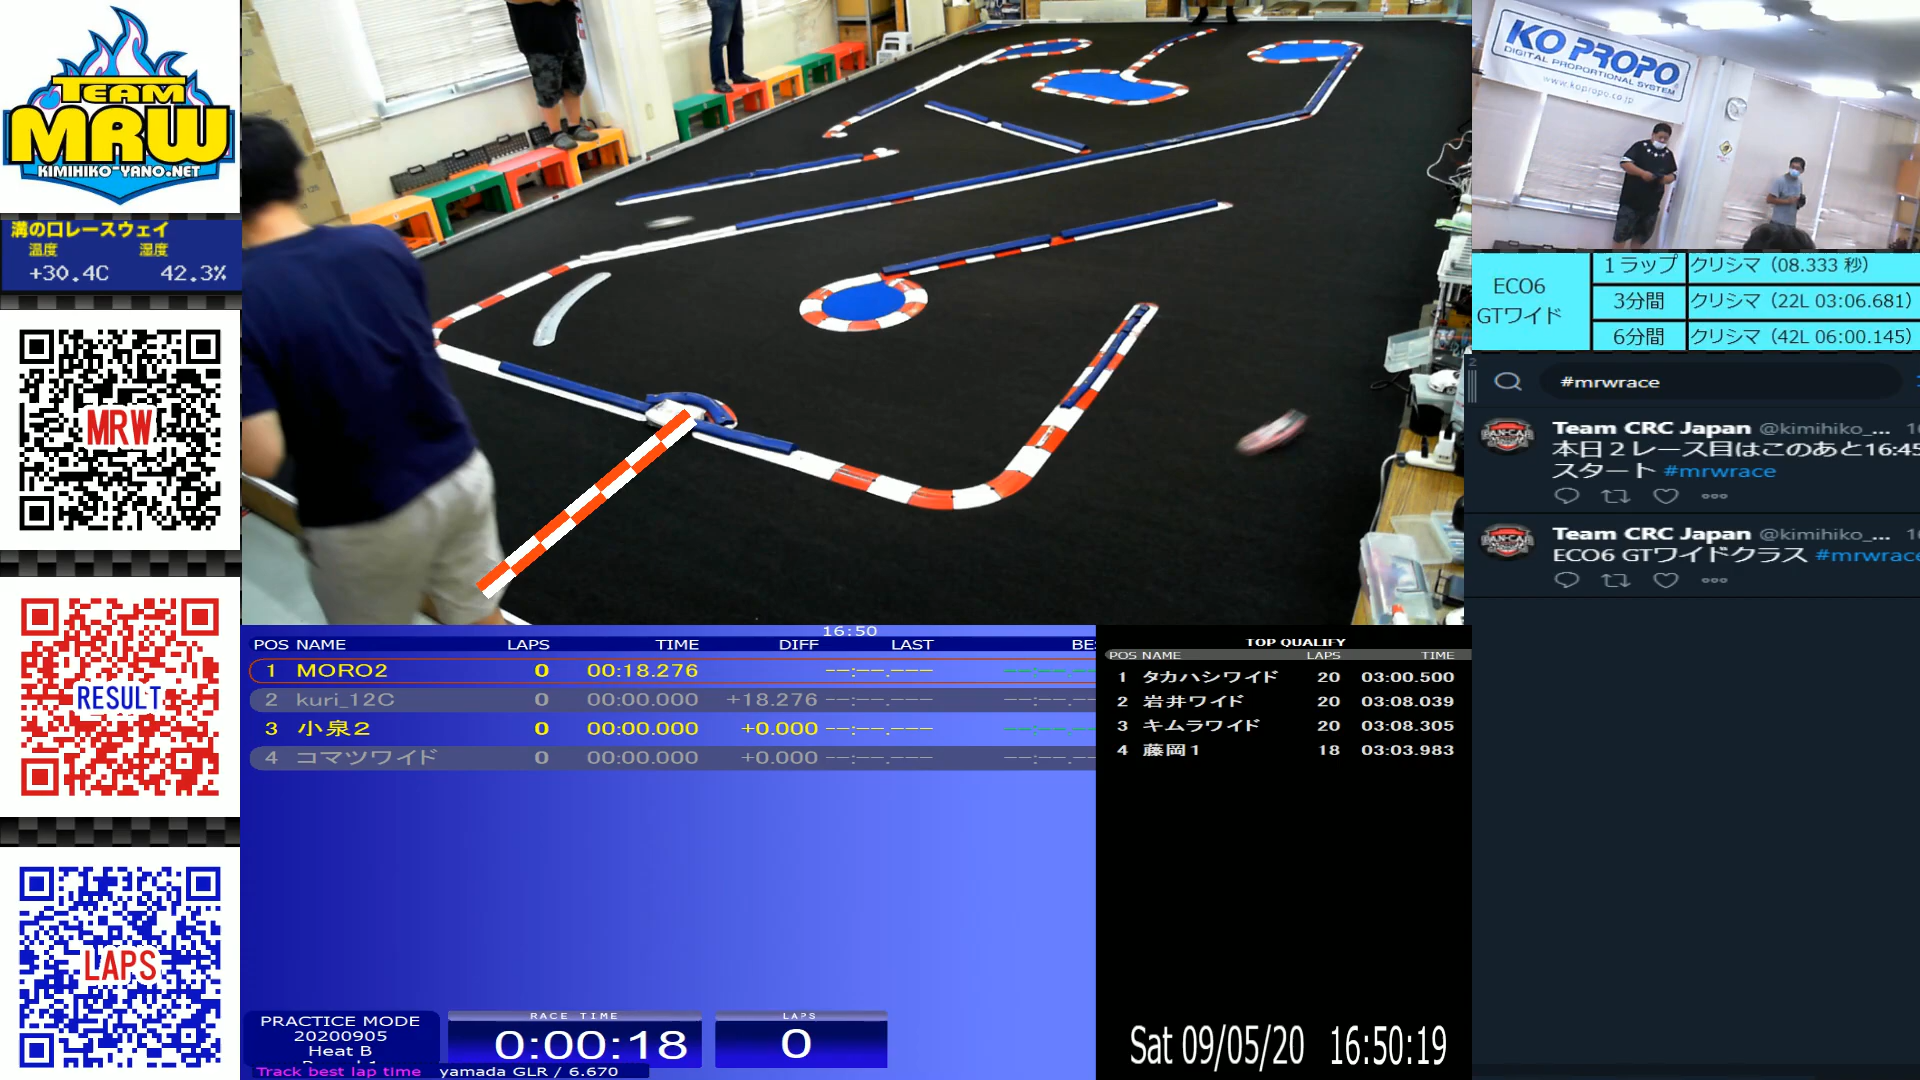 TEAM
MRW
KIMIHIKO-YANO.NET
溝の口レースウェイ
温度 湿度
+30.4C 42.3%
MRW
RESULT
LAPS
KO PROPO
DIGITAL PROPORTIONAL SYSTEM
www.kopropo.co.jp
ECO6
GTワイド
1ラップ クリシマ（08.333 秒）
3分間 クリシマ（22L 03:06.681）
6分間 クリシマ（42L 06:00.145）
#mrwrace
Team CRC Japan @kimihiko_...
本日２レース目はこのあと16:45
スタート #mrwrace
Team CRC Japan @kimihiko_...
ECO6 GTワイドクラス #mrwrace
16:50
POS NAME LAPS TIME DIFF LAST
1 MORO2 0 00:18.276 --:--.---
2 kuri_12C 0 00:00.000 +18.276 --:--.---
3 小泉2 0 00:00.000 +0.000 --:--.---
4 コマツワイド 0 00:00.000 +0.000 --:--.---
TOP QUALIFY
POS NAME LAPS TIME
1 タカハシワイド 20 03:00.500
2 岩井ワイド 20 03:08.039
3 キムラワイド 20 03:08.305
4 藤岡1 18 03:03.983
PRACTICE MODE
20200905
Heat B
RACE TIME
0:00:18
LAPS
0
Track best lap time yamada GLR / 6.670
Sat 09/05/20 16:50:19